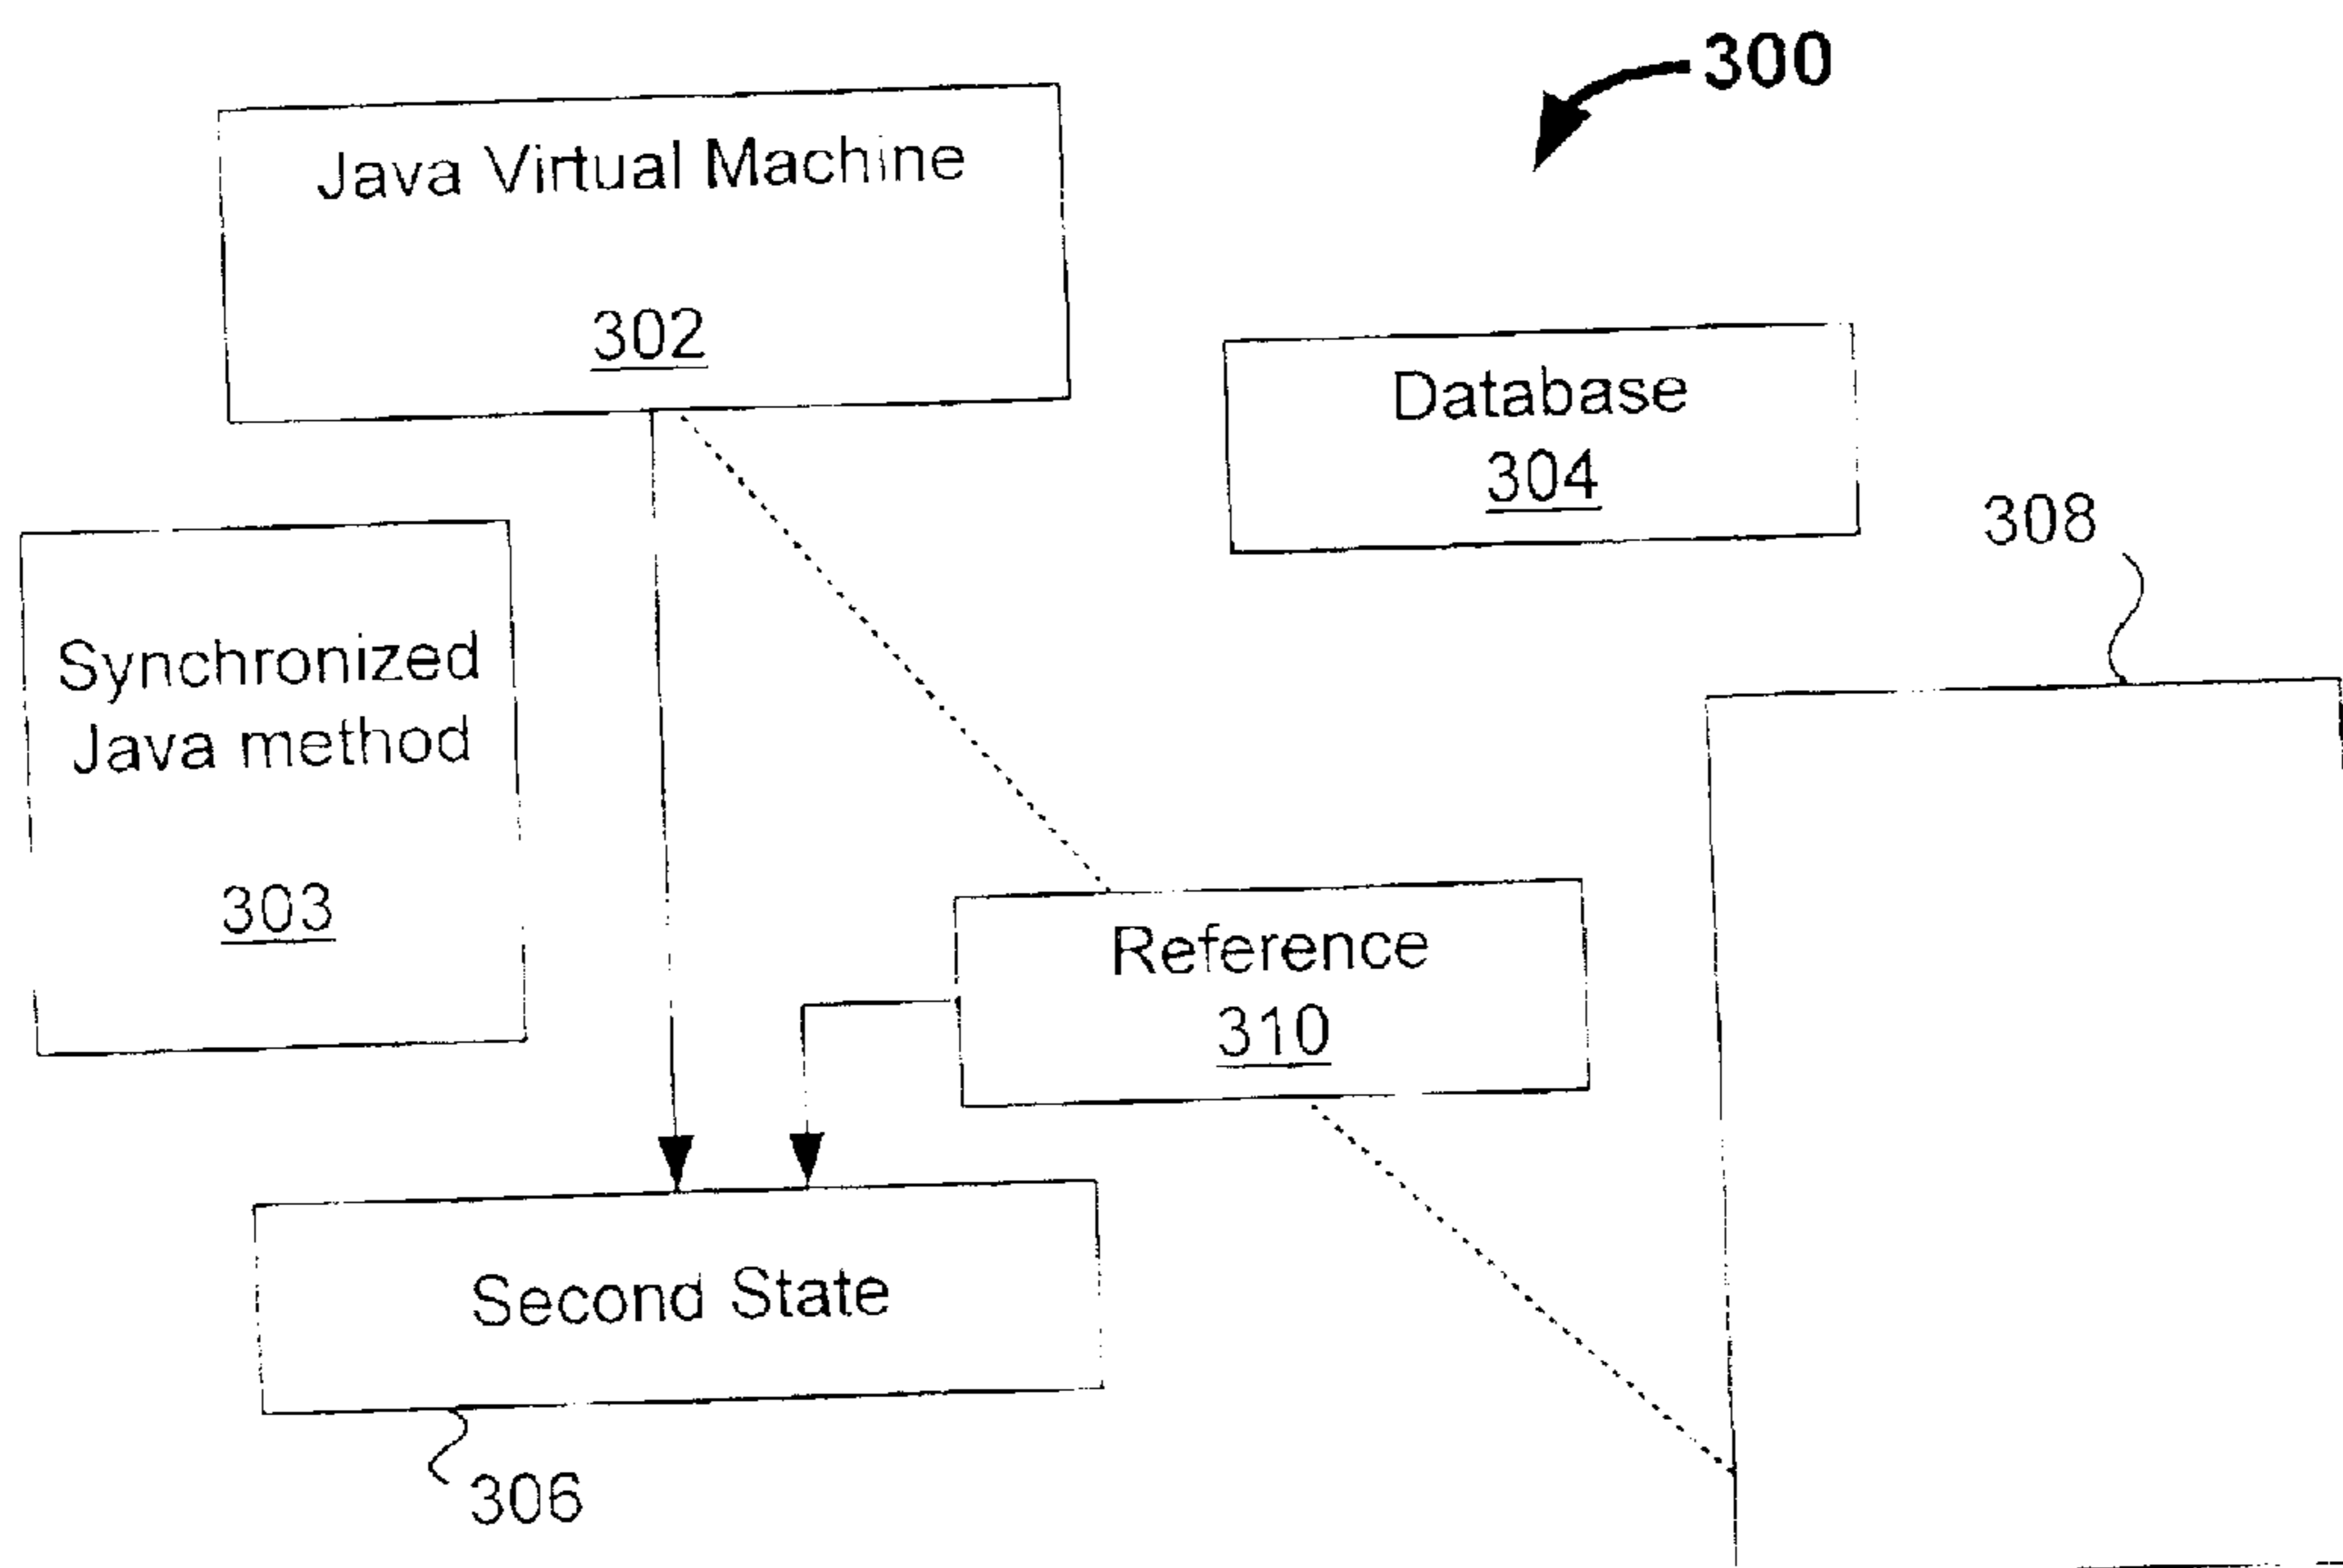 300
Java Virtual Machine
302
Database
304
308
Synchronized
Java method
303
Reference
310
Second State
306